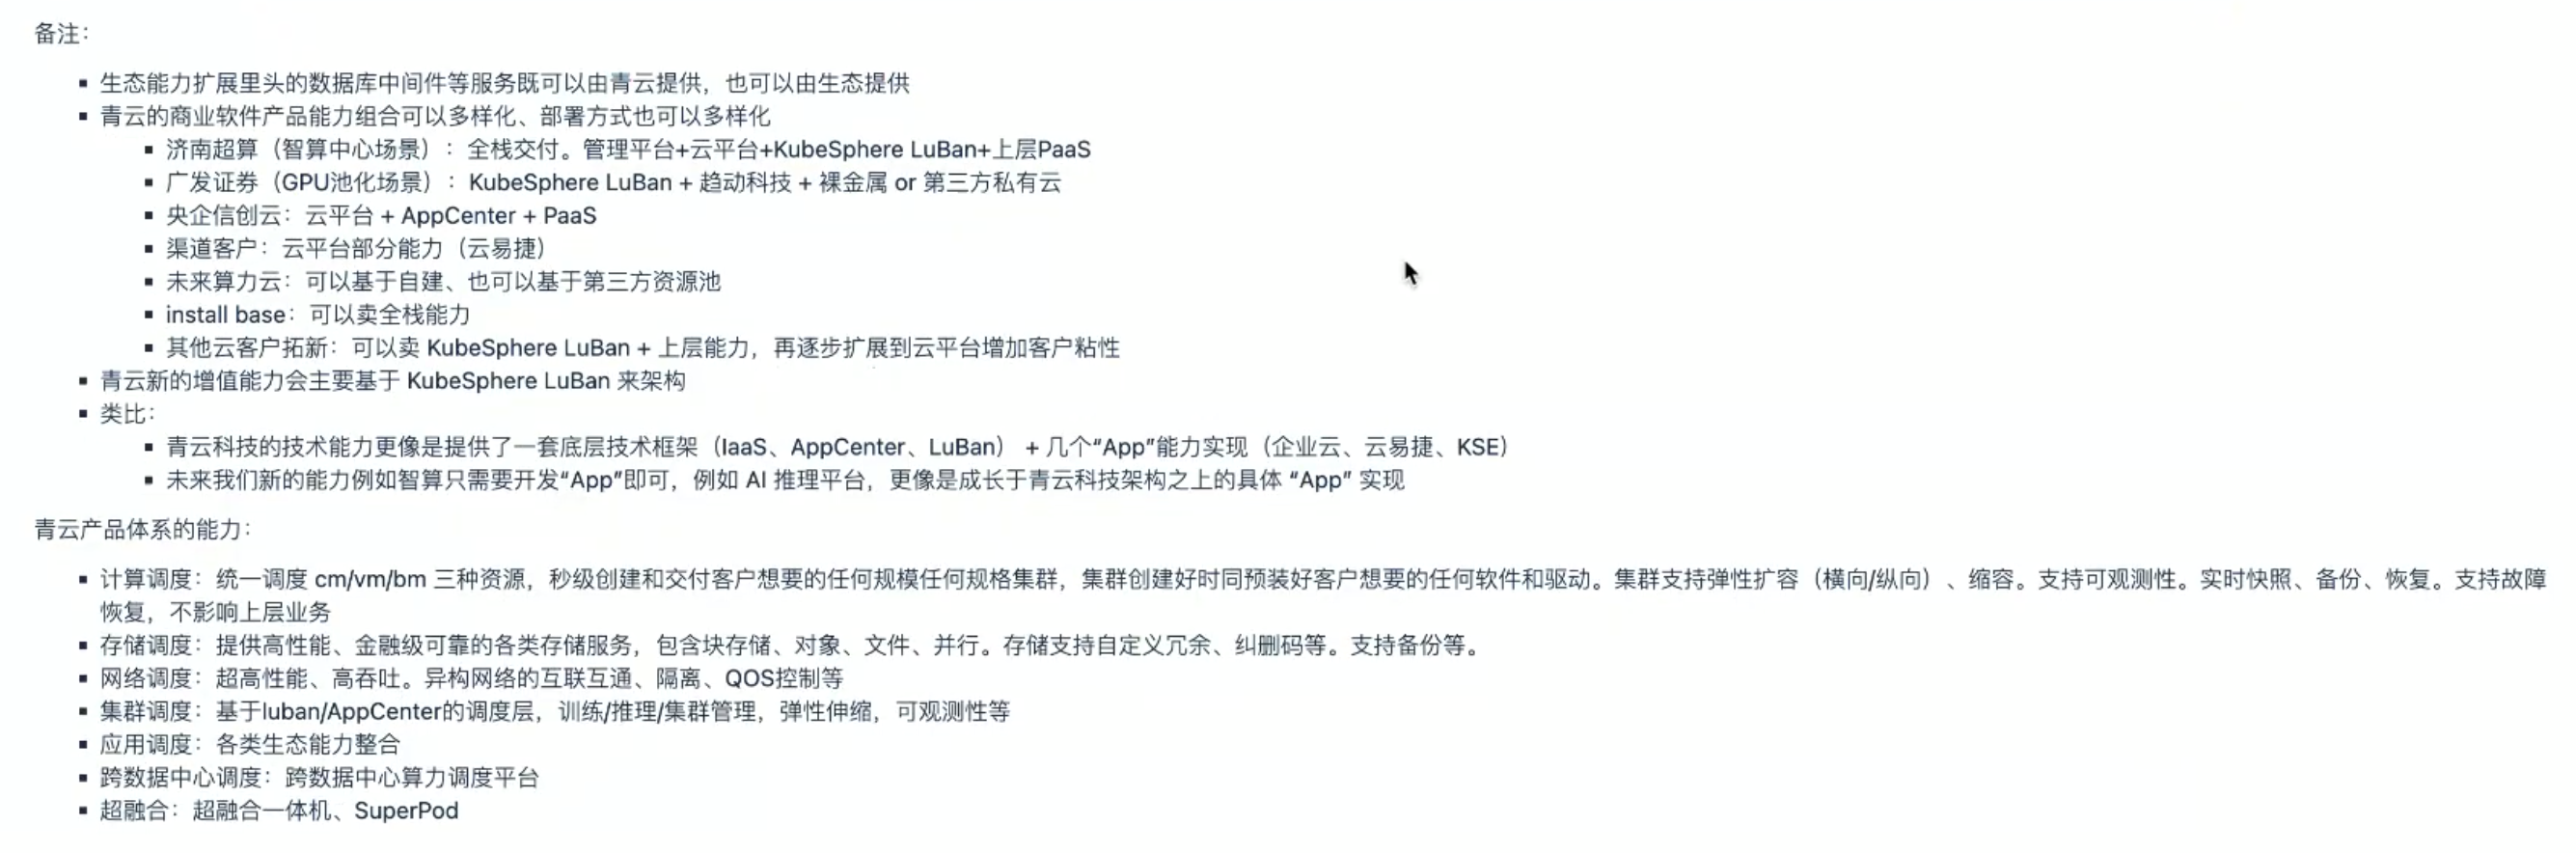 备注：
▪ 生态能力扩展里头的数据库中间件等服务既可以由青云提供，也可以由生态提供
▪ 青云的商业软件产品能力组合可以多样化、部署方式也可以多样化
▪ 济南超算（智算中心场景）：全栈交付。管理平台+云平台+KubeSphere LuBan+上层PaaS
▪ 广发证券（GPU池化场景）：KubeSphere LuBan + 趋动科技 + 裸金属 or 第三方私有云
▪ 央企信创云：云平台 + AppCenter + PaaS
▪ 渠道客户：云平台部分能力（云易捷）
▪ 未来算力云：可以基于自建、也可以基于第三方资源池
▪ install base：可以卖全栈能力
▪ 其他云客户拓新：可以卖 KubeSphere LuBan + 上层能力，再逐步扩展到云平台增加客户粘性
▪ 青云新的增值能力会主要基于 KubeSphere LuBan 来架构
▪ 类比：
▪ 青云科技的技术能力更像是提供了一套底层技术框架（IaaS、AppCenter、LuBan） + 几个“App”能力实现（企业云、云易捷、KSE）
▪ 未来我们新的能力例如智算只需要开发“App”即可，例如 AI 推理平台，更像是成长于青云科技架构之上的具体 “App” 实现
青云产品体系的能力：
▪ 计算调度：统一调度 cm/vm/bm 三种资源，秒级创建和交付客户想要的任何规模任何规格集群，集群创建好时同预装好客户想要的任何软件和驱动。集群支持弹性扩容（横向/纵向）、缩容。支持可观测性。实时快照、备份、恢复。支持故障
恢复，不影响上层业务
▪ 存储调度：提供高性能、金融级可靠的各类存储服务，包含块存储、对象、文件、并行。存储支持自定义冗余、纠删码等。支持备份等。
▪ 网络调度：超高性能、高吞吐。异构网络的互联互通、隔离、QOS控制等
▪ 集群调度：基于luban/AppCenter的调度层，训练/推理/集群管理，弹性伸缩，可观测性等
▪ 应用调度：各类生态能力整合
▪ 跨数据中心调度：跨数据中心算力调度平台
▪ 超融合：超融合一体机、SuperPod